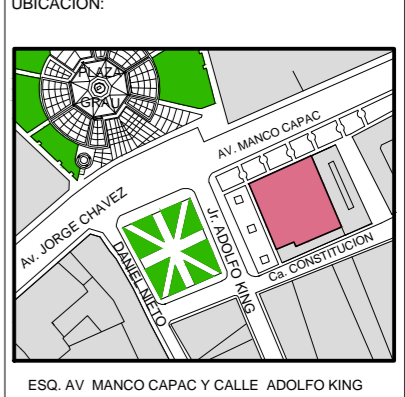 UBICACIÓN:
PLAZA
GRAU
AV. MANCO CAPAC
Av. JORGE CHAVEZ
Jr. ADOLFO KING
DANIEL NIETO
Ca. CONSTITUCION
ESQ. AV MANCO CAPAC Y CALLE ADOLFO KING